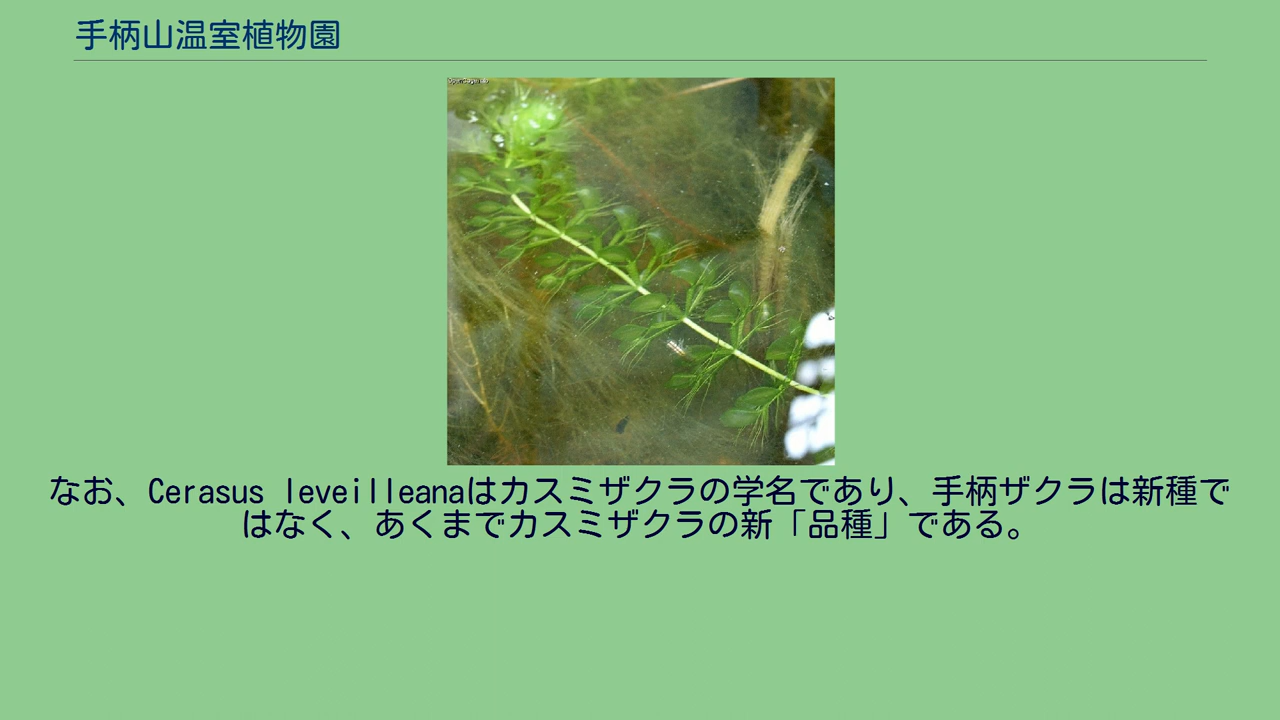 手柄山温室植物園
なお、Cerasus leveilleanaはカスミザクラの学名であり、手柄ザクラは新種で
はなく、あくまでカスミザクラの新「品種」である。